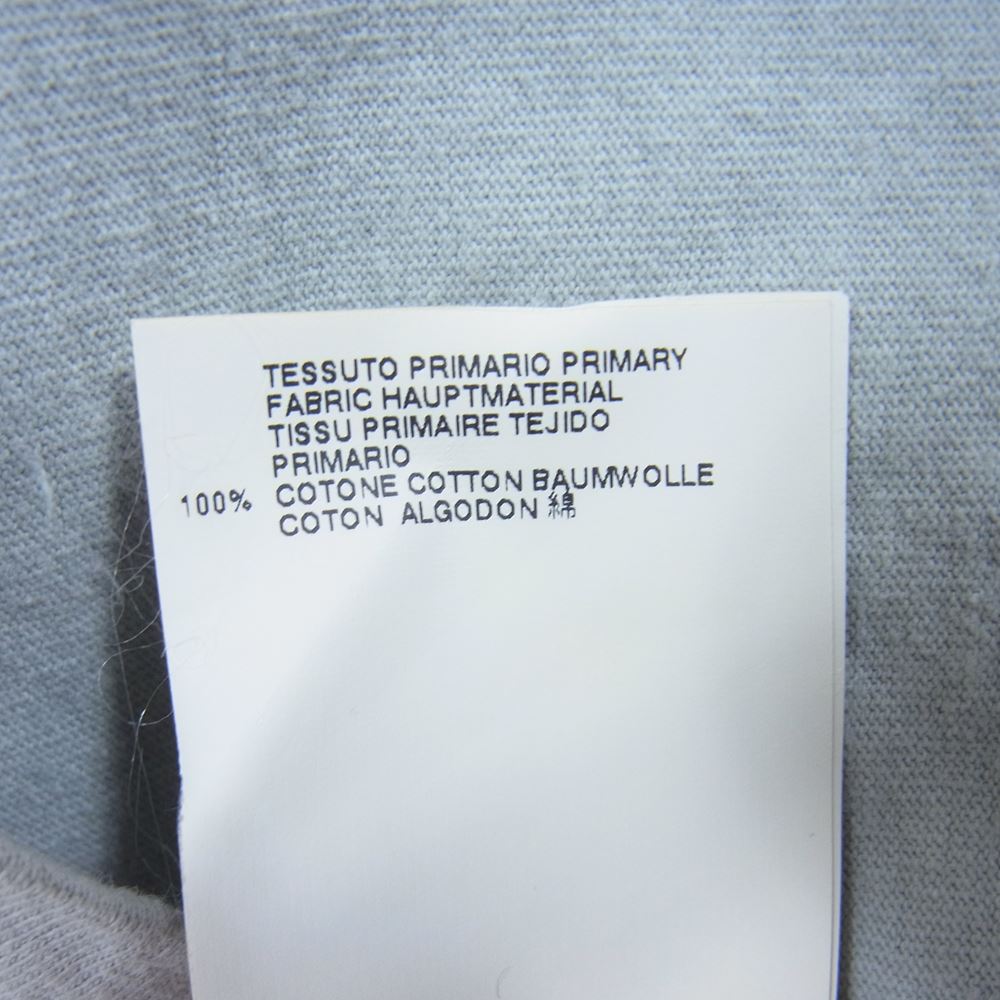 TESSUTO PRIMARIO PRIMARY
FABRIC HAUPTMATERIAL
TISSU PRIMAIRE TEJIDO
PRIMARIO
100% COTONE COTTON BAUMWOLLE
COTON ALGODON 綿